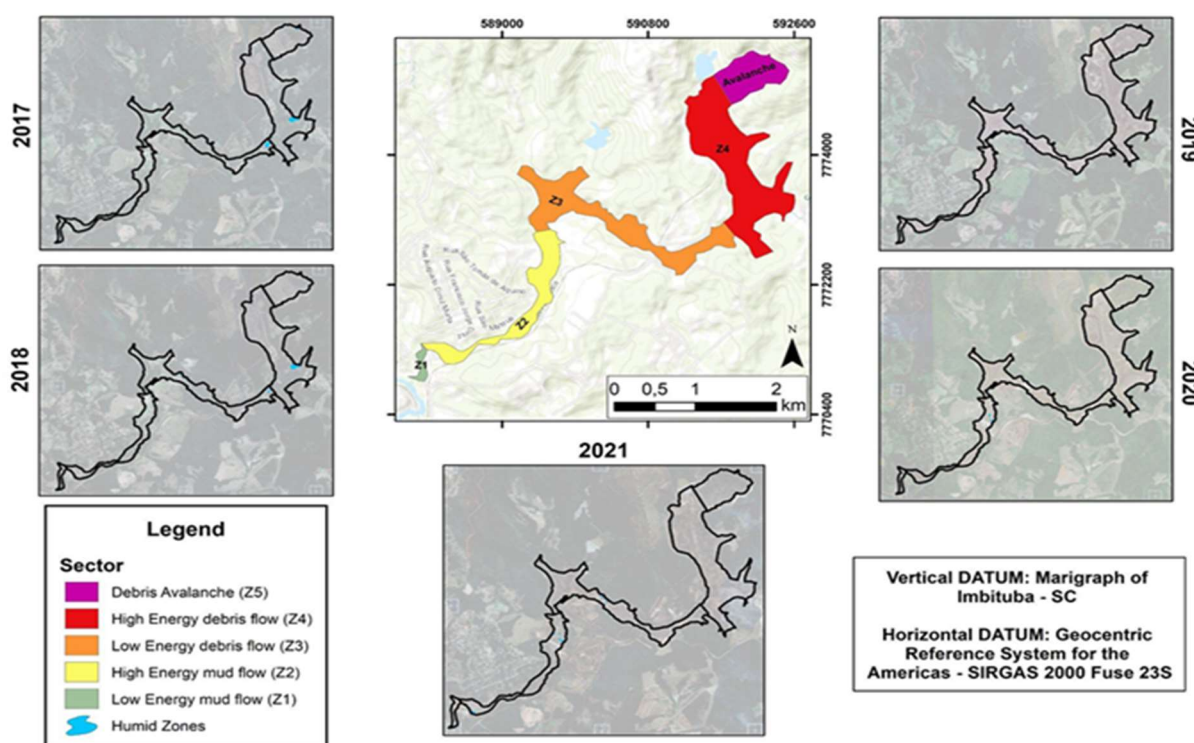 2017
2018
589000
590800
592600
Avalanche
Z4
Z3
Z2
Z1
7774000
7772200
7770400
N
0 0,5 1 2
km
2019
2020
2021
Legend
Sector
Debris Avalanche (Z5)
High Energy debris flow (Z4)
Low Energy debris flow (Z3)
High Energy mud flow (Z2)
Low Energy mud flow (Z1)
Humid Zones
Vertical DATUM: Marigraph of
Imbituba - SC
Horizontal DATUM: Geocentric
Reference System for the
Americas - SIRGAS 2000 Fuse 23S